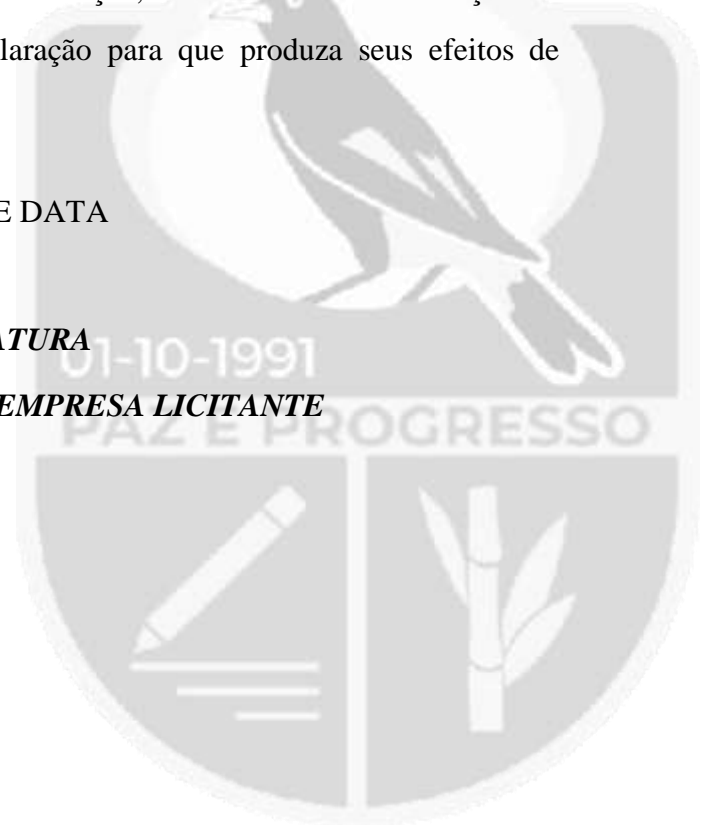 laração para que produza seus efeitos de
E DATA
ATURA
01-10-1991
EMPRESA LICITANTE
PAZ E PROGRESSO